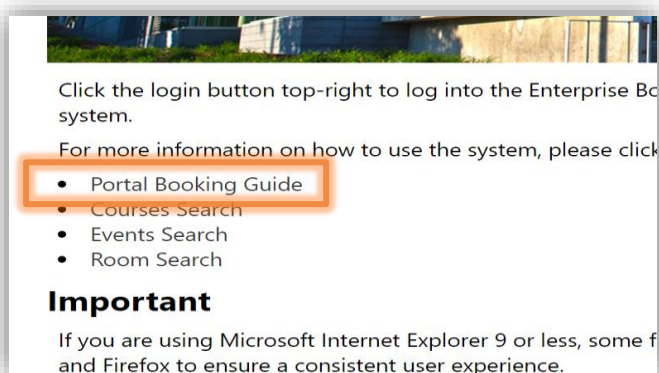 Click the login button top-right to log into the Enterprise Bo
system.
For more information on how to use the system, please click
• Portal Booking Guide
• Courses Search
• Events Search
• Room Search
Important
If you are using Microsoft Internet Explorer 9 or less, some f
and Firefox to ensure a consistent user experience.